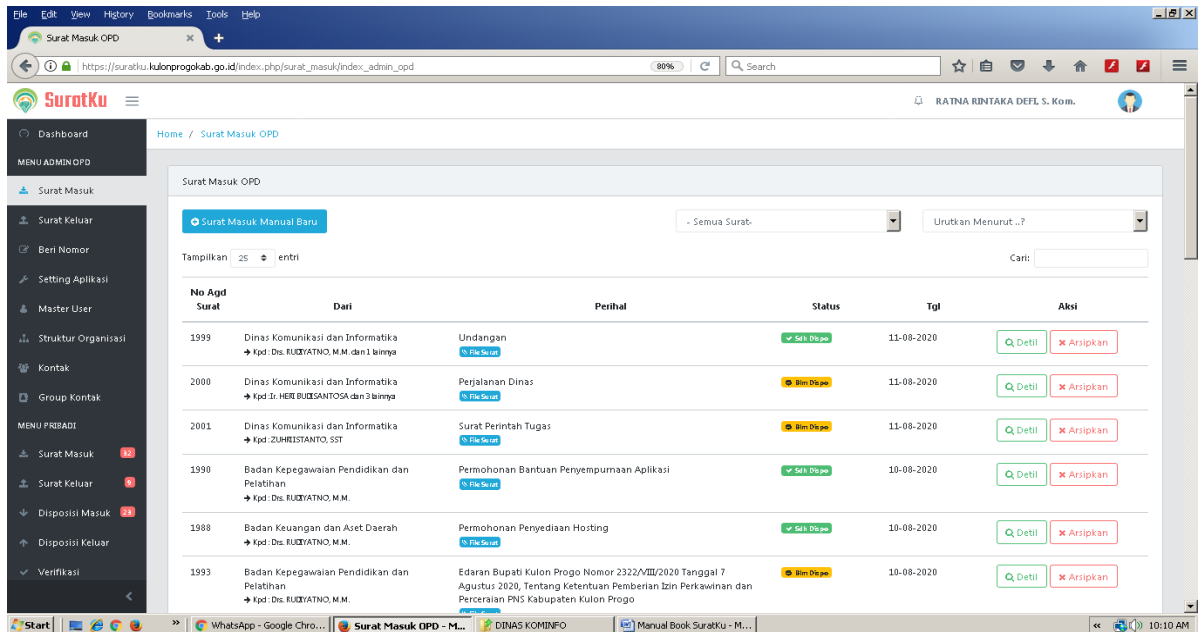 File Edit View History Bookmarks Tools Help
Surat Masuk OPD
https://suratku.kulonprogokab.go.id/index.php/surat_masuk/index_admin_opd 80% Search
SuratKu RATNA RINTAKA DEFI, S. Kom.
Dashboard
Home / Surat Masuk OPD
MENU ADMIN OPD
Surat Masuk
Surat Keluar
Beri Nomor
Setting Aplikasi
Master User
Struktur Organisasi
Kontak
Group Kontak
MENU PRIBADI
Surat Masuk 32
Surat Keluar 9
Disposisi Masuk 23
Disposisi Keluar
Verifikasi
Surat Masuk OPD
Surat Masuk Manual Baru - Semua Surat- Urutkan Menurut ..?
Tampilkan 25 entri Cari:
No Agd Surat Dari Perihal Status Tgl Aksi
1999 Dinas Komunikasi dan Informatika Undangan Sdh Dispo 11-08-2020 Detil Arsipkan
Kpd : Drs. RUDIYATNO, M.M. dan 1 lainnya File Surat
2000 Dinas Komunikasi dan Informatika Perjalanan Dinas Blm Dispo 11-08-2020 Detil Arsipkan
Kpd :Ir. HERI BUDI SANTOSA dan 3 lainnya File Surat
2001 Dinas Komunikasi dan Informatika Surat Perintah Tugas Blm Dispo 11-08-2020 Detil Arsipkan
Kpd : ZUHRI ISTANTO, SST File Surat
1990 Badan Kepegawaian Pendidikan dan Permohonan Bantuan Penyempurnaan Aplikasi Sdh Dispo 10-08-2020 Detil Arsipkan
Pelatihan File Surat
Kpd : Drs. RUDIYATNO, M.M.
1988 Badan Keuangan dan Aset Daerah Permohonan Penyediaan Hosting Sdh Dispo 10-08-2020 Detil Arsipkan
Kpd : Drs. RUDIYATNO, M.M. File Surat
1993 Badan Kepegawaian Pendidikan dan Edaran Bupati Kulon Progo Nomor 2322/VIII/2020 Tanggal 7 Blm Dispo 10-08-2020 Detil Arsipkan
Pelatihan Agustus 2020, Tentang Ketentuan Pemberian Izin Perkawinan dan
Kpd : Drs. RUDIYATNO, M.M. Perceraian PNS Kabupaten Kulon Progo
Start WhatsApp - Google Chro... Surat Masuk OPD - M... DINAS KOMINFO Manual Book SuratKu - M... 10:10 AM